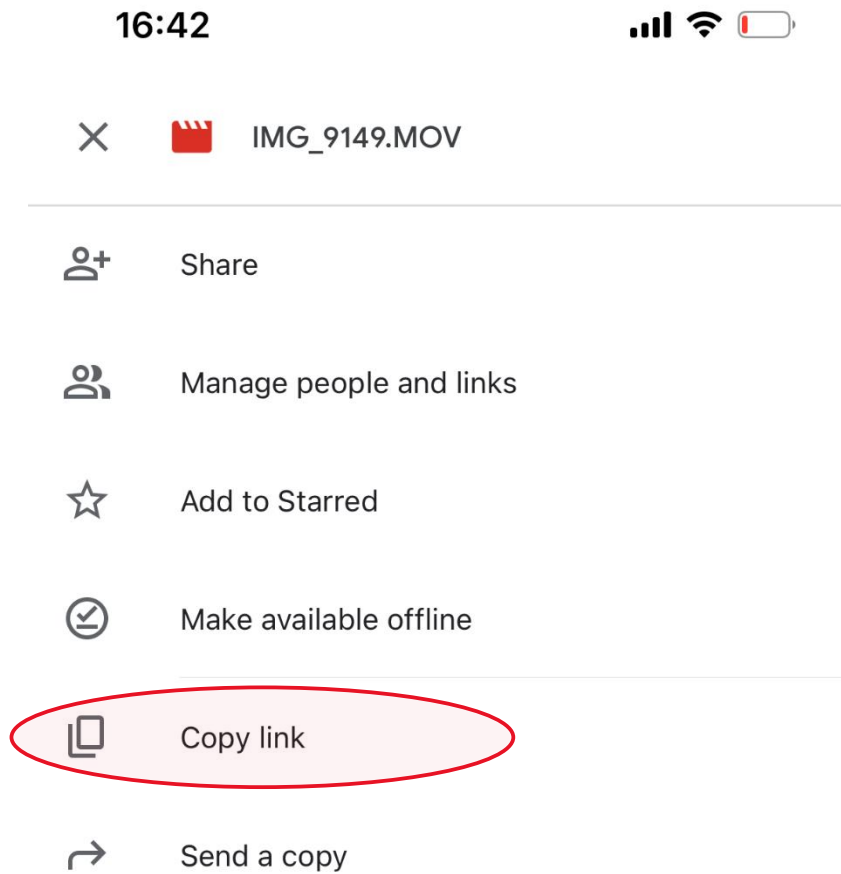 16:42
IMG_9149.MOV
Share
Manage people and links
Add to Starred
Make available offline
Copy link
Send a copy